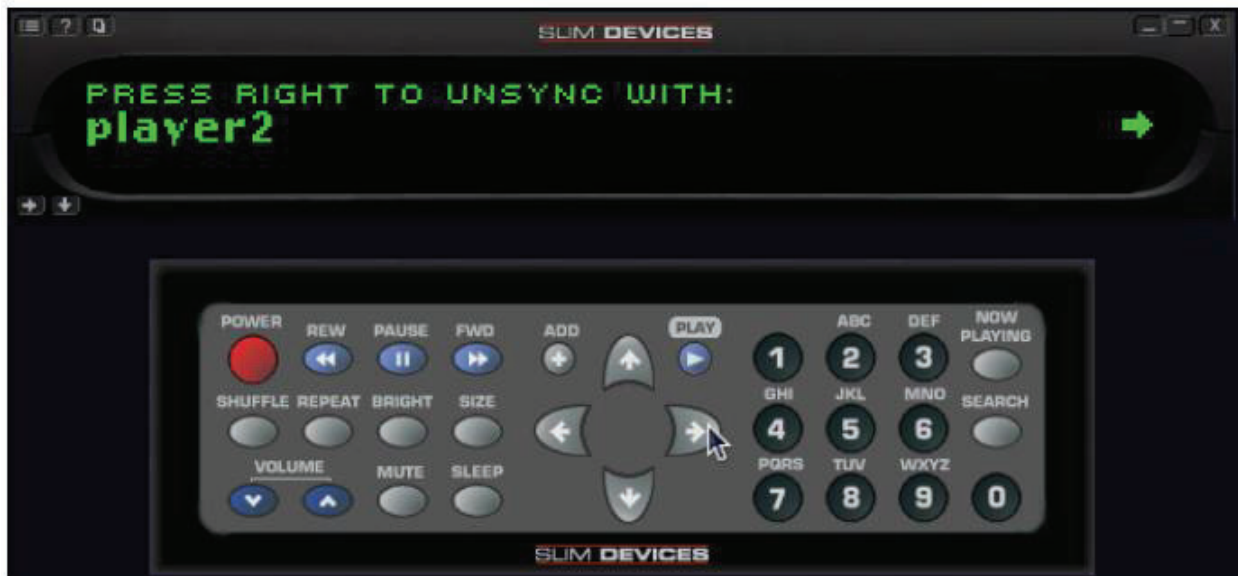 ? X
SLIM DEVICES
PRESS RIGHT TO UNSYNC WITH:
player2
POWER REW PAUSE FWD ADD PLAY ABC DEF NOW PLAYING
1 2 3
SHUFFLE REPEAT BRIGHT SIZE GHI JKL MNO SEARCH
4 5 6
VOLUME MUTE SLEEP PQRS TUV WXYZ
7 8 9 0
SLIM DEVICES